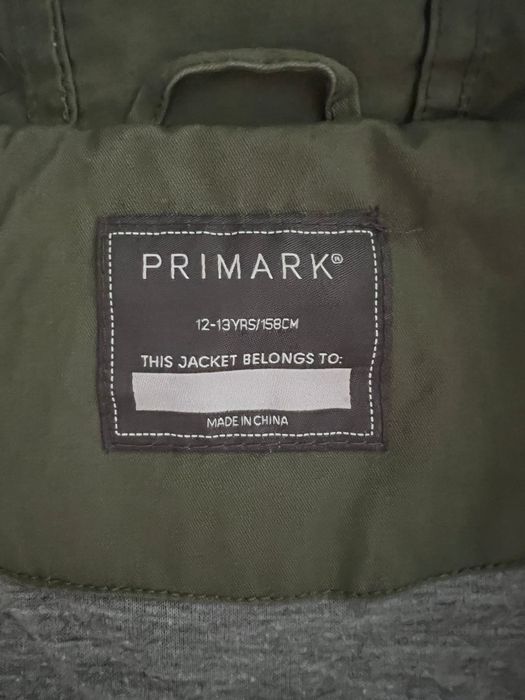 PRIMARK®
12-13YRS/158CM
THIS JACKET BELONGS TO:
MADE IN CHINA